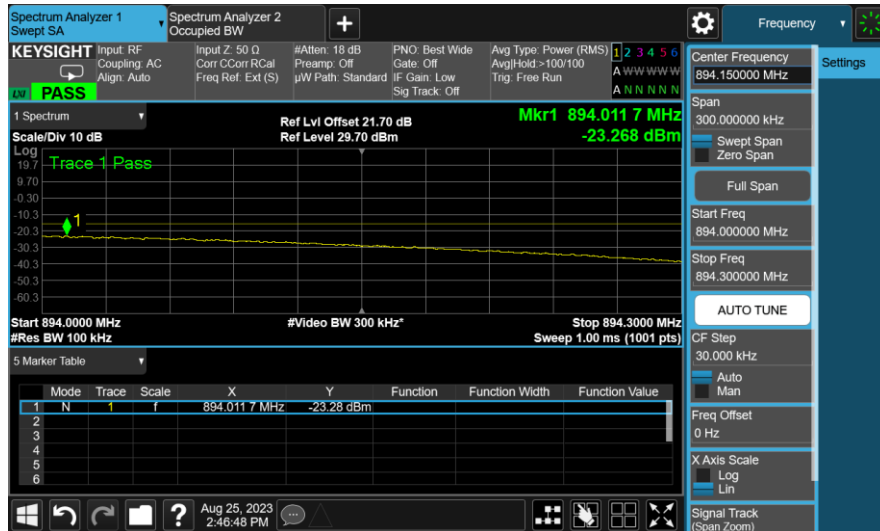 Spectrum Analyzer 1
Swept SA
Spectrum Analyzer 2
Occupied BW
+
Frequency
KEYSIGHT
LXI PASS
Input: RF
Coupling: AC
Align: Auto
Input Z: 50 Ω
Corr CCorr RCal
Freq Ref: Ext (S)
#Atten: 18 dB
Preamp: Off
µW Path: Standard
PNO: Best Wide
Gate: Off
IF Gain: Low
Sig Track: Off
Avg Type: Power (RMS)
Avg|Hold:>100/100
Trig: Free Run
1 2 3 4 5 6
A W W W W W
A N N N N N
1 Spectrum
Scale/Div 10 dB
Ref Lvl Offset 21.70 dB
Ref Level 29.70 dBm
Mkr1 894.011 7 MHz
-23.268 dBm
Log
Trace 1 Pass
19.7
9.70
-0.30
-10.3
-20.3
-30.3
-40.3
-50.3
-60.3
1
Start 894.0000 MHz
#Res BW 100 kHz
#Video BW 300 kHz*
Stop 894.3000 MHz
Sweep 1.00 ms (1001 pts)
5 Marker Table
Mode Trace Scale X Y Function Function Width Function Value
1 N 1 f 894.011 7 MHz -23.28 dBm
2
3
4
5
6
Aug 25, 2023
2:46:48 PM
?
Center Frequency
894.150000 MHz
Settings
Span
300.000000 kHz
Swept Span
Zero Span
Full Span
Start Freq
894.000000 MHz
Stop Freq
894.300000 MHz
AUTO TUNE
CF Step
30.000 kHz
Auto
Man
Freq Offset
0 Hz
X Axis Scale
Log
Lin
Signal Track
(Span Zoom)